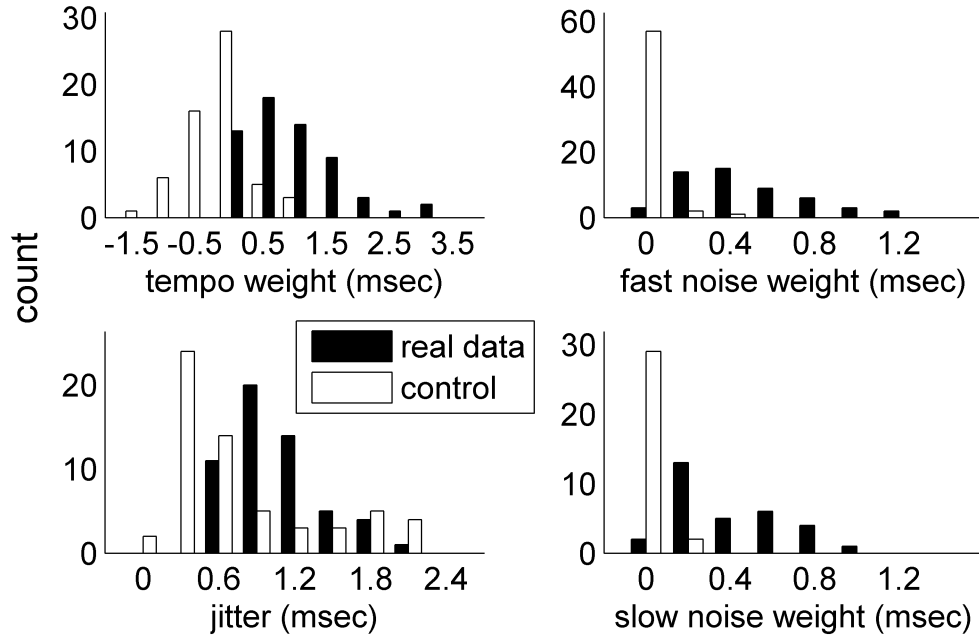 30
20
10
0
-1.5 -0.5 0.5 1.5 2.5 3.5
tempo weight (msec)
60
40
20
0
0 0.4 0.8 1.2
fast noise weight (msec)
count
20
10
0
0 0.6 1.2 1.8 2.4
jitter (msec)
real data
control
30
20
10
0
0 0.4 0.8 1.2
slow noise weight (msec)